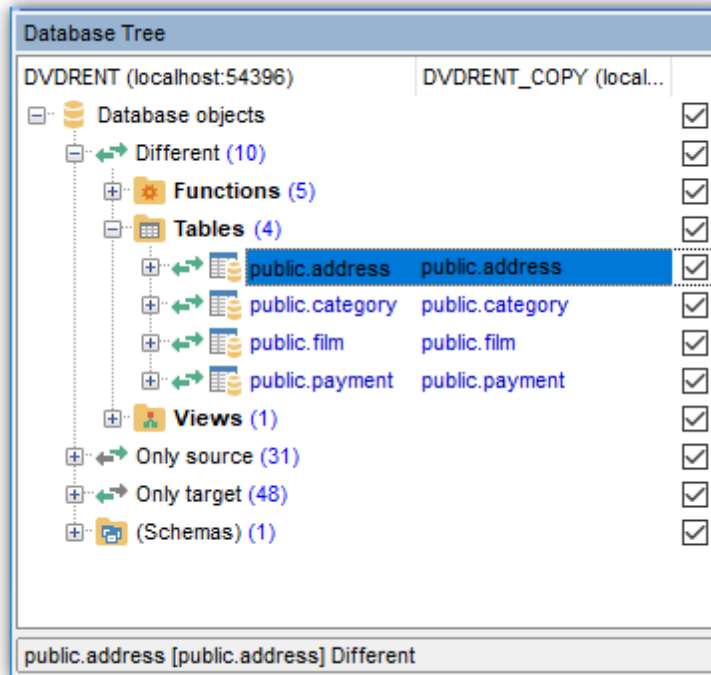 Database Tree
DVDRENT (localhost:54396) DVDRENT_COPY (local...
Database objects
Different (10)
Functions (5)
Tables (4)
public.address public.address
public.category public.category
public.film public.film
public.payment public.payment
Views (1)
Only source (31)
Only target (48)
(Schemas) (1)
public.address [public.address] Different